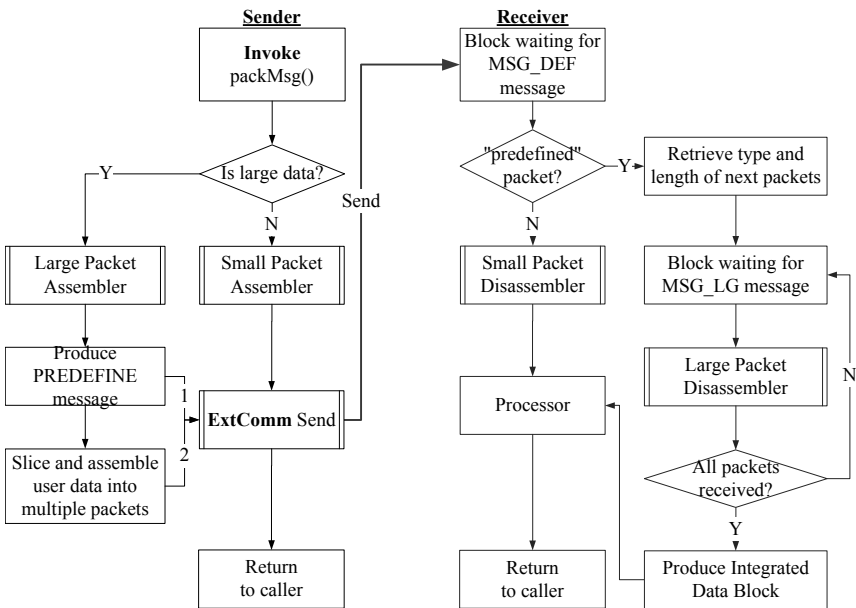 Sender
Invoke
packMsg()
Is large data?
Y
N
Large Packet
Assembler
Small Packet
Assembler
Produce
PREDEFINE
message
1
2
ExtComm Send
Slice and assemble
user data into
multiple packets
Return
to caller
Send
Receiver
Block waiting for
MSG_DEF
message
"predefined"
packet?
Y
N
Retrieve type and
length of next packets
Small Packet
Disassembler
Block waiting for
MSG_LG message
Large Packet
Disassembler
N
Processor
All packets
received?
Y
Return
to caller
Produce Integrated
Data Block